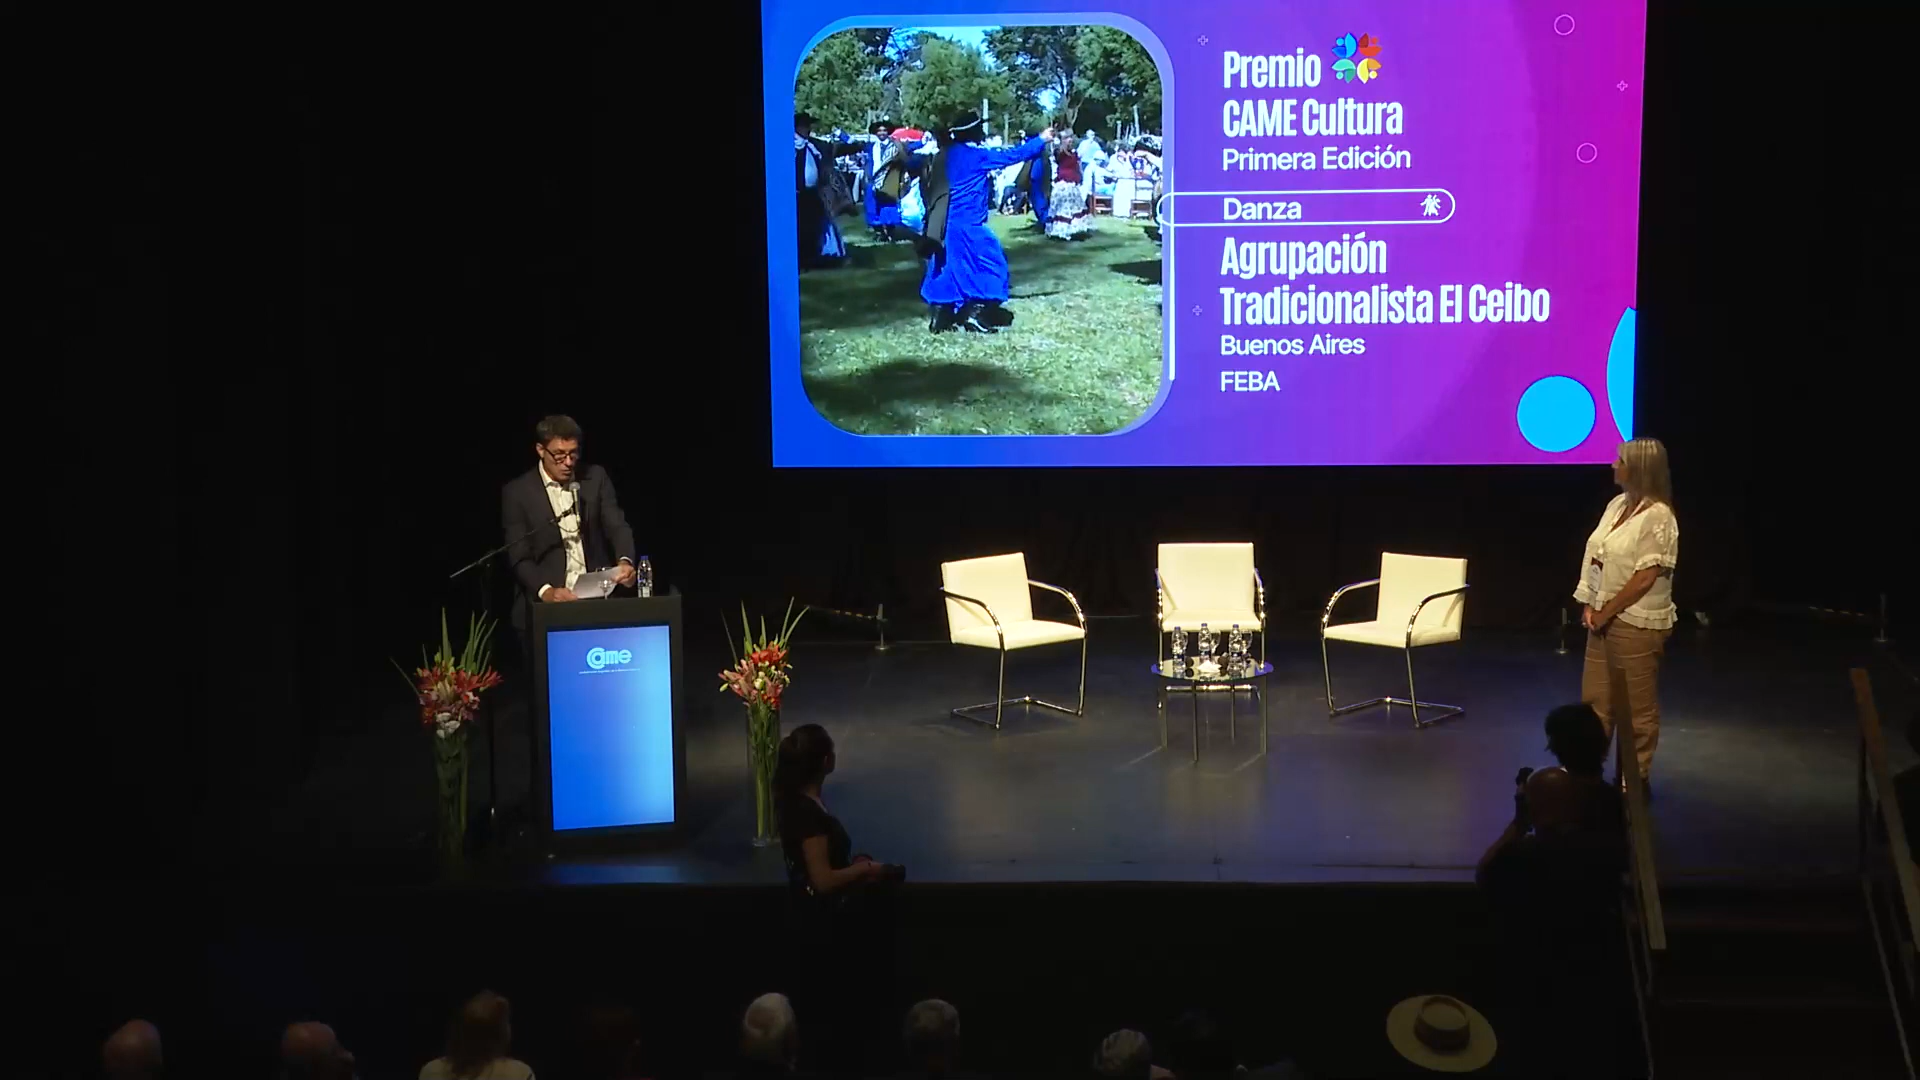 Premio
CAME Cultura
Primera Edición
Danza
Agrupación
Tradicionalista El Ceibo
Buenos Aires
FEBA
Came